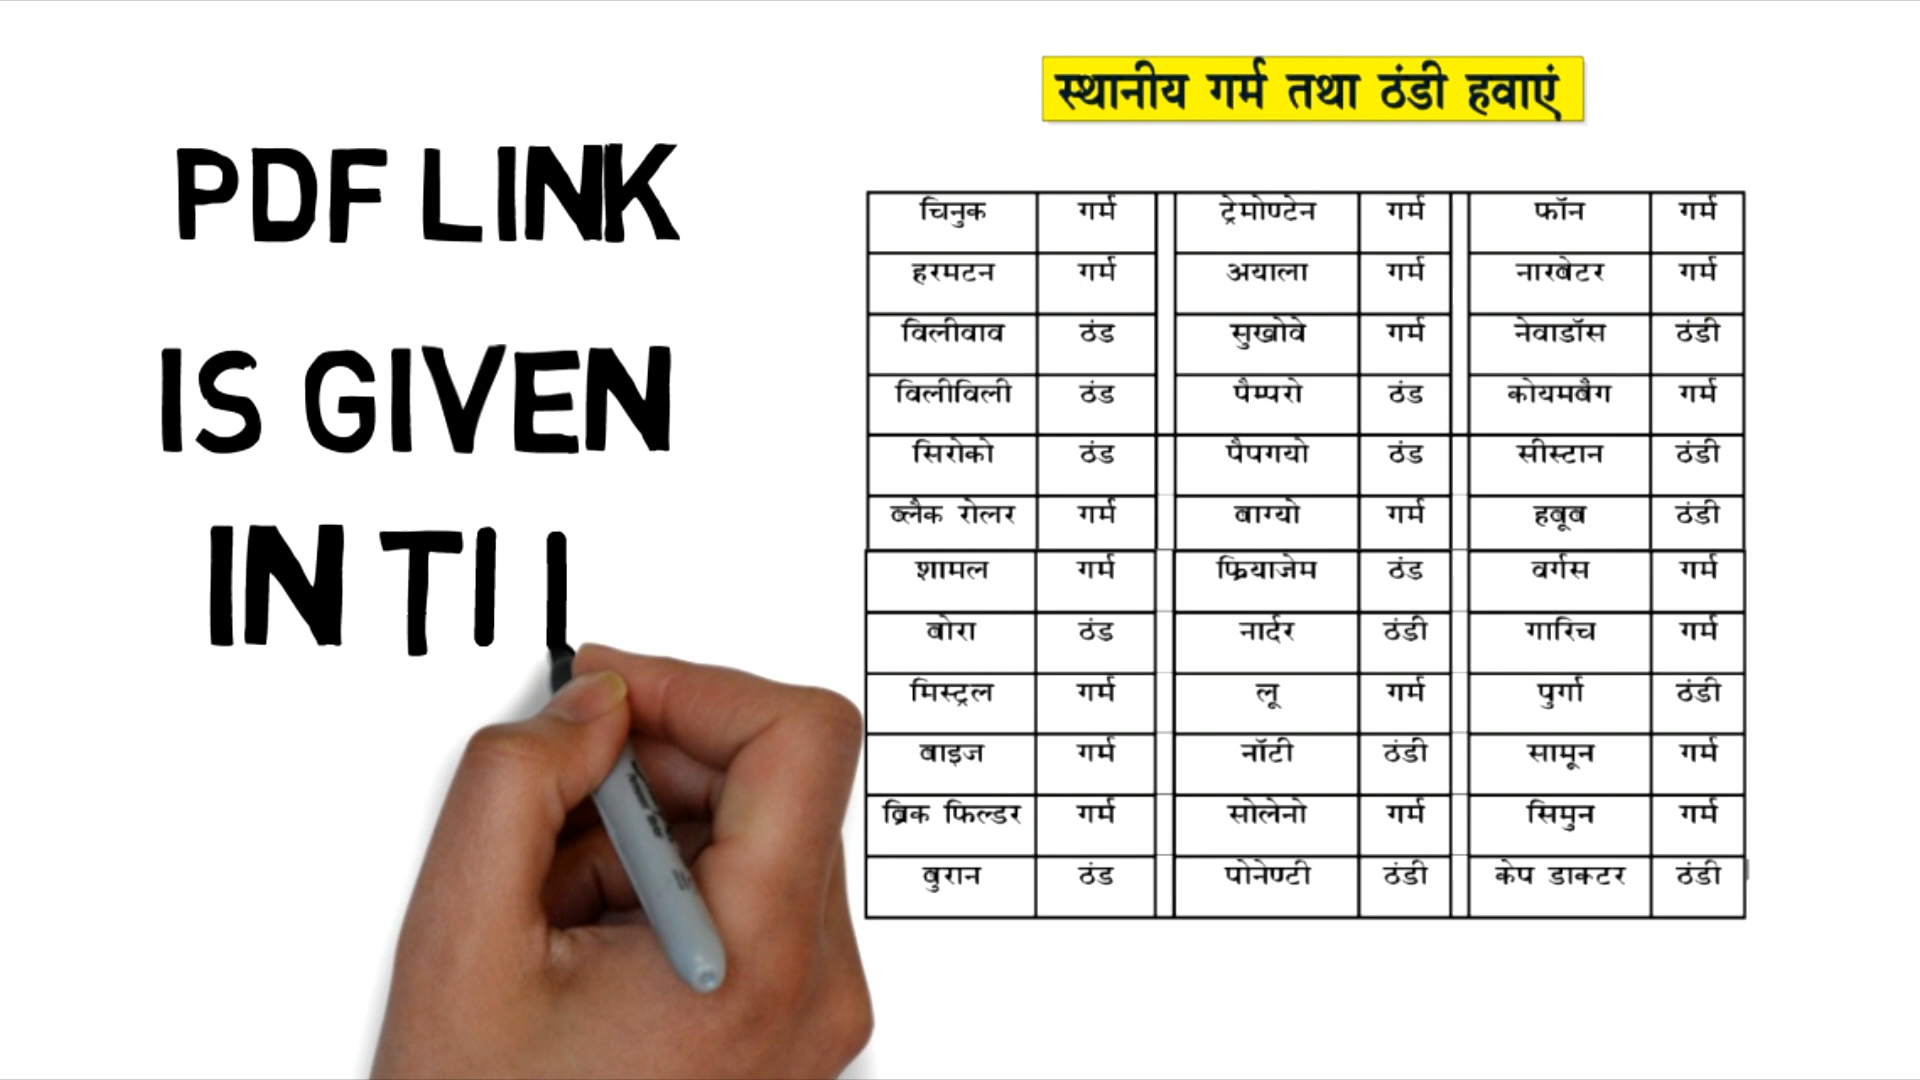 PDF LINK
IS GIVEN
IN TI
स्थानीय गर्म तथा ठंडी हवाएं
चिनुक गर्म ट्रेमोण्टेन गर्म फॉन गर्म
हरमटन गर्म अयाला गर्म नारवेटर गर्म
विलीवाव ठंड सुखोवे गर्म नेवाडॉस ठंडी
विलीविली ठंड पैम्परो ठंड कोयमबैग गर्म
सिरोको ठंड पैपगयो ठंड सीस्टान ठंडी
ब्लैक रोलर गर्म वाग्यो गर्म हबूब ठंडी
शामल गर्म फ्रियाजेम ठंड वर्गस गर्म
वोरा ठंड नार्दर ठंडी गारिच गर्म
मिस्ट्रल गर्म लू गर्म पुर्गा ठंडी
वाइज गर्म नॉटी ठंडी सामून गर्म
ब्रिक फिल्डर गर्म सोलेनो गर्म सिमुन गर्म
वुरान ठंड पोनेण्टी ठंडी केप डाक्टर ठंडी